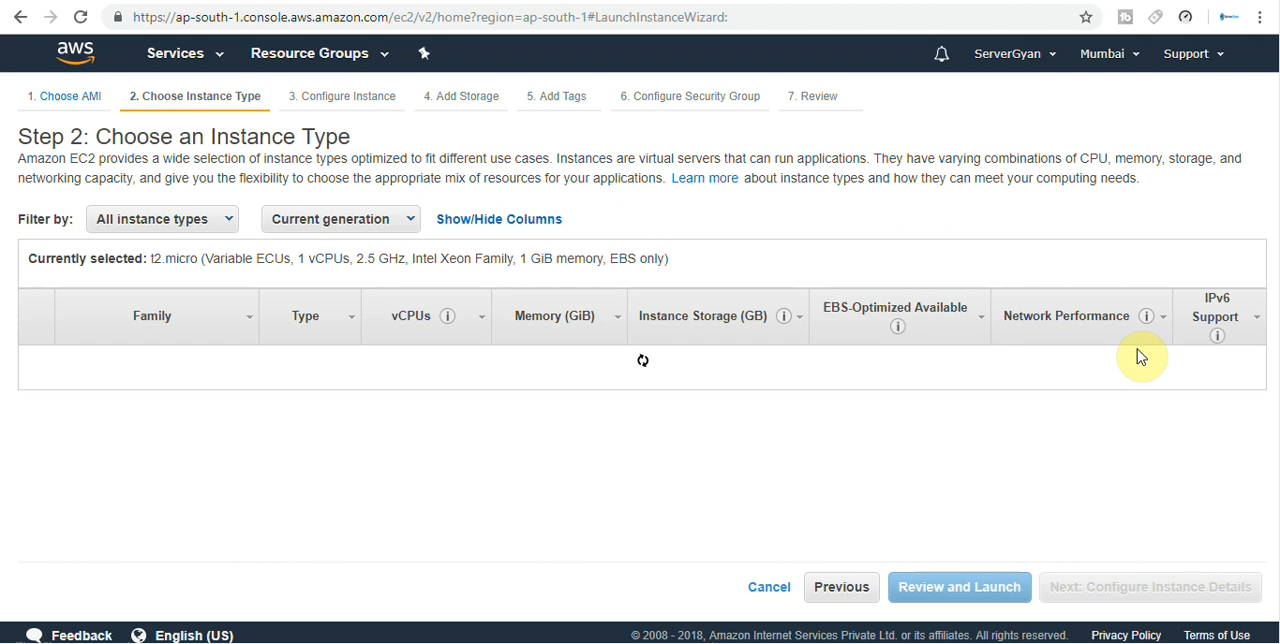 https://ap-south-1.console.aws.amazon.com/ec2/v2/home?region=ap-south-1#LaunchInstanceWizard:
aws Services Resource Groups ServerGyan Mumbai Support
1. Choose AMI 2. Choose Instance Type 3. Configure Instance 4. Add Storage 5. Add Tags 6. Configure Security Group 7. Review
Step 2: Choose an Instance Type
Amazon EC2 provides a wide selection of instance types optimized to fit different use cases. Instances are virtual servers that can run applications. They have varying combinations of CPU, memory, storage, and
networking capacity, and give you the flexibility to choose the appropriate mix of resources for your applications. Learn more about instance types and how they can meet your computing needs.
Filter by: All instance types Current generation Show/Hide Columns
Currently selected: t2.micro (Variable ECUs, 1 vCPUs, 2.5 GHz, Intel Xeon Family, 1 GiB memory, EBS only)
Family Type vCPUs Memory (GiB) Instance Storage (GB) EBS-Optimized Available Network Performance IPv6 Support
Cancel Previous Review and Launch Next: Configure Instance Details
Feedback English (US) © 2008 - 2018, Amazon Internet Services Private Ltd. or its affiliates. All rights reserved. Privacy Policy Terms of Use